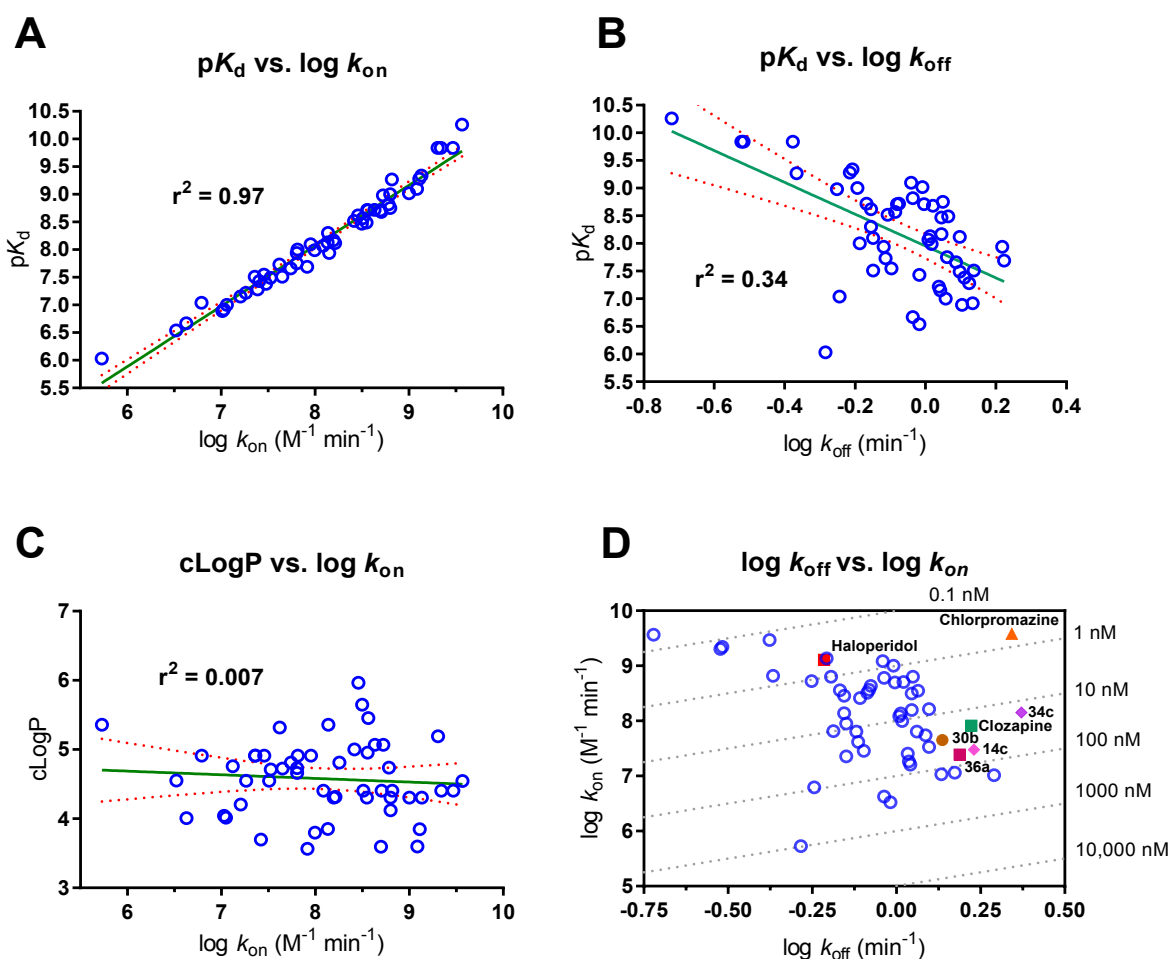 A
pKd vs. log kon
10.5
10.0
9.5
9.0
8.5
8.0
7.5
7.0
6.5
6.0
5.5
pKd
r² = 0.97
6 7 8 9 10
log kon (M⁻¹ min⁻¹)
B
pKd vs. log koff
10.5
10.0
9.5
9.0
8.5
8.0
7.5
7.0
6.5
6.0
5.5
pKd
r² = 0.34
-0.8 -0.6 -0.4 -0.2 0.0 0.2 0.4
log koff (min⁻¹)
C
cLogP vs. log kon
7
6
5
4
3
cLogP
r² = 0.007
6 7 8 9 10
log kon (M⁻¹ min⁻¹)
D
log koff vs. log kon
0.1 nM
1 nM
10 nM
100 nM
1000 nM
10,000 nM
10
9
8
7
6
5
log kon (M⁻¹ min⁻¹)
Chlorpromazine
Haloperidol
34c
Clozapine
30b
14c
36a
-0.75 -0.50 -0.25 0.00 0.25 0.50
log koff (min⁻¹)